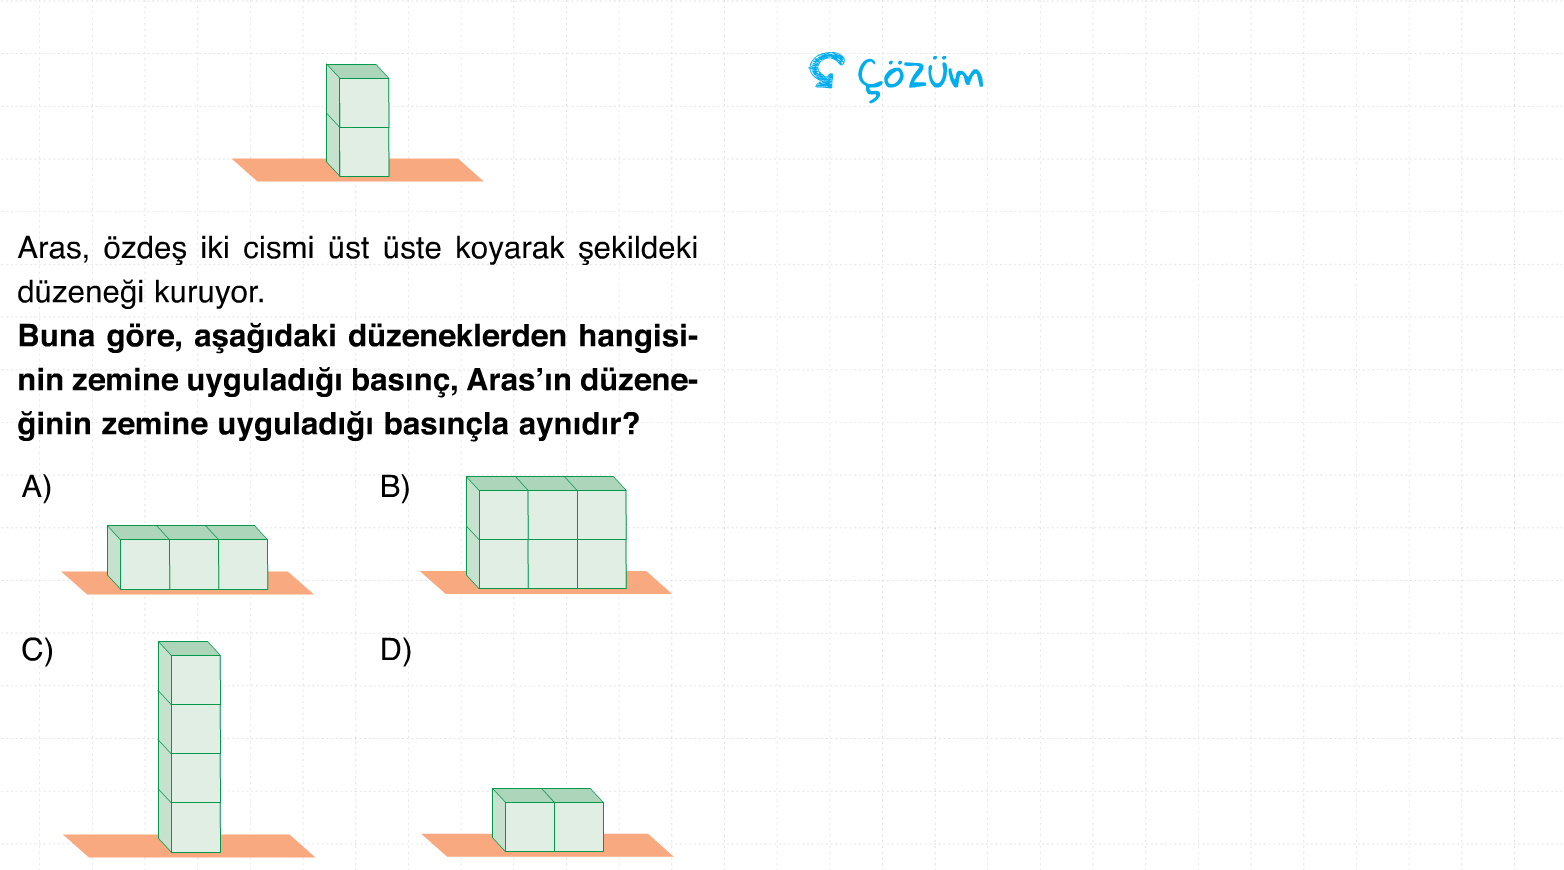 Çözüm
Aras, özdeş iki cismi üst üste koyarak şekildeki
düzeneği kuruyor.
Buna göre, aşağıdaki düzeneklerden hangisi-
nin zemine uyguladığı basınç, Aras'ın düzene-
ğinin zemine uyguladığı basınçla aynıdır?
A)
B)
C)
D)